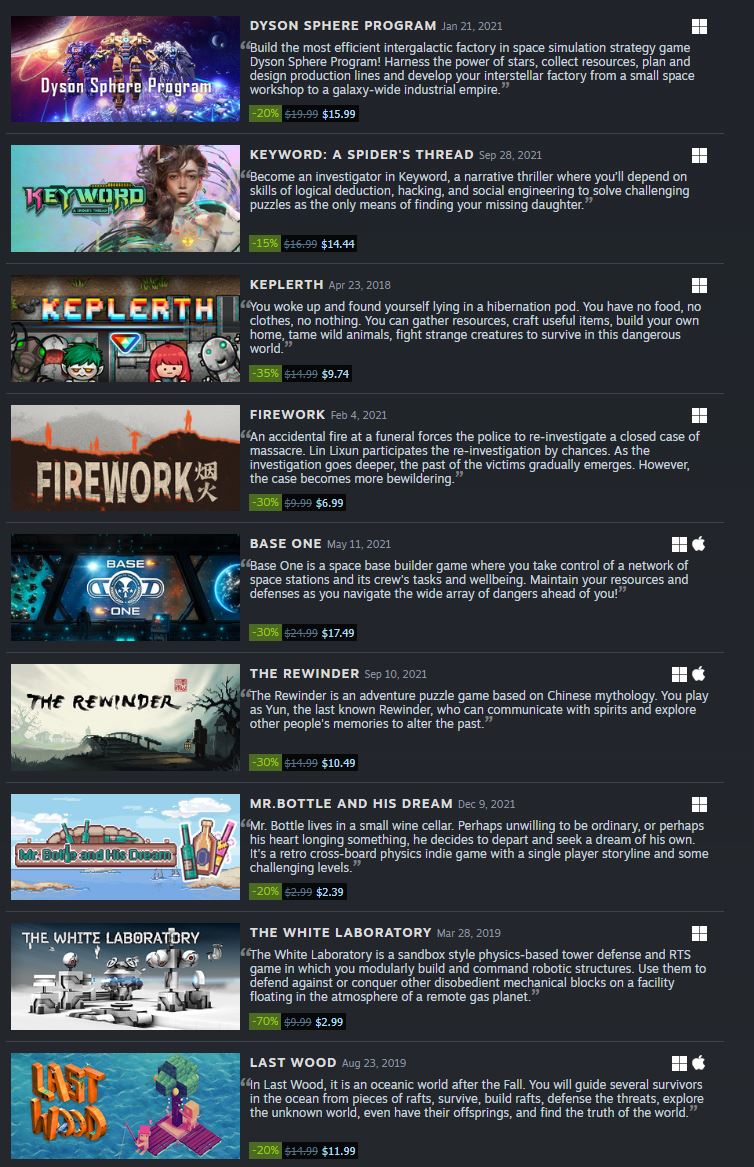 Dyson Sphere Program
DYSON SPHERE PROGRAM Jan 21, 2021
“Build the most efficient intergalactic factory in space simulation strategy game
Dyson Sphere Program! Harness the power of stars, collect resources, plan and
design production lines and develop your interstellar factory from a small space
workshop to a galaxy-wide industrial empire.”
-20% $19.99 $15.99
KEYWORD
A SPIDER'S THREAD
KEYWORD: A SPIDER'S THREAD Sep 28, 2021
“Become an investigator in Keyword, a narrative thriller where you'll depend on
skills of logical deduction, hacking, and social engineering to solve challenging
puzzles as the only means of finding your missing daughter.”
-15% $16.99 $14.44
KEPLERTH
KEPLERTH Apr 23, 2018
“You woke up and found yourself lying in a hibernation pod. You have no food, no
clothes, no nothing. You can gather resources, craft useful items, build your own
home, tame wild animals, fight strange creatures to survive in this dangerous
world.”
-35% $14.99 $9.74
FIREWORK 烟火
FIREWORK Feb 4, 2021
“An accidental fire at a funeral forces the police to re-investigate a closed case of
massacre. Lin Lixun participates the re-investigation by chances. As the
investigation goes deeper, the past of the victims gradually emerges. However,
the case becomes more bewildering.”
-30% $9.99 $6.99
BASE
ONE
BASE ONE May 11, 2021
“Base One is a space base builder game where you take control of a network of
space stations and its crew's tasks and wellbeing. Maintain your resources and
defenses as you navigate the wide array of dangers ahead of you!”
-30% $24.99 $17.49
THE REWINDER
THE REWINDER Sep 10, 2021
“The Rewinder is an adventure puzzle game based on Chinese mythology. You play
as Yun, the last known Rewinder, who can communicate with spirits and explore
other people's memories to alter the past.”
-30% $14.99 $10.49
Mr. Bottle and His Dream
MR.BOTTLE AND HIS DREAM Dec 9, 2021
“Mr. Bottle lives in a small wine cellar. Perhaps unwilling to be ordinary, or perhaps
his heart longing something, he decides to depart and seek a dream of his own.
It's a retro cross-board physics indie game with a single player storyline and some
challenging levels.”
-20% $2.99 $2.39
THE WHITE LABORATORY
THE WHITE LABORATORY Mar 28, 2019
“The White Laboratory is a sandbox style physics-based tower defense and RTS
game in which you modularly build and command robotic structures. Use them to
defend against or conquer other disobedient mechanical blocks on a facility
floating in the atmosphere of a remote gas planet.”
-70% $9.99 $2.99
LAST
WOOD
LAST WOOD Aug 23, 2019
“In Last Wood, it is an oceanic world after the Fall. You will guide several survivors
in the ocean from pieces of rafts, survive, build rafts, defense the threats, explore
the unknown world, even have their offsprings, and find the truth of the world.”
-20% $14.99 $11.99